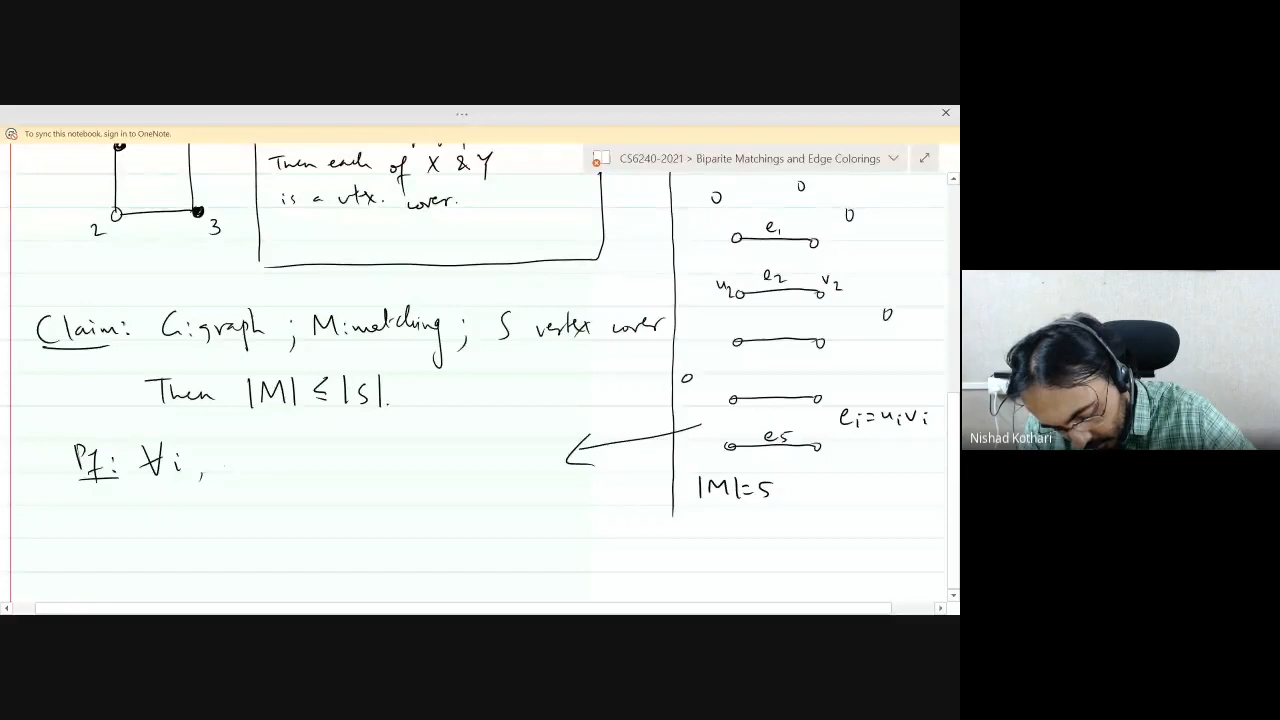 To sync this notebook, sign in to OneNote.
CS6240-2021 > Biparite Matchings and Edge Colorings
Then each of X & Y
is a vtx. cover.
2
3
Claim: G: graph ; M: matching ; S vertex cover
Then |M| ≤ |S|.
Pf: ∀i,
e1
e2
u2
v2
ei = uivi
e5
|M|=5
Nishad Kothari